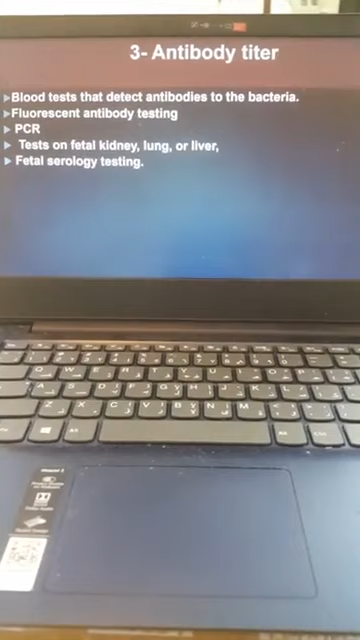 3- Antibody titer
▶Blood tests that detect antibodies to the bacteria.
▶Fluorescent antibody testing
▶ PCR
▶ Tests on fetal kidney, lung, or liver,
▶ Fetal serology testing.
Q W E R T Y U I O P
A S D F G H J K L
Z X C V B N M
Alt